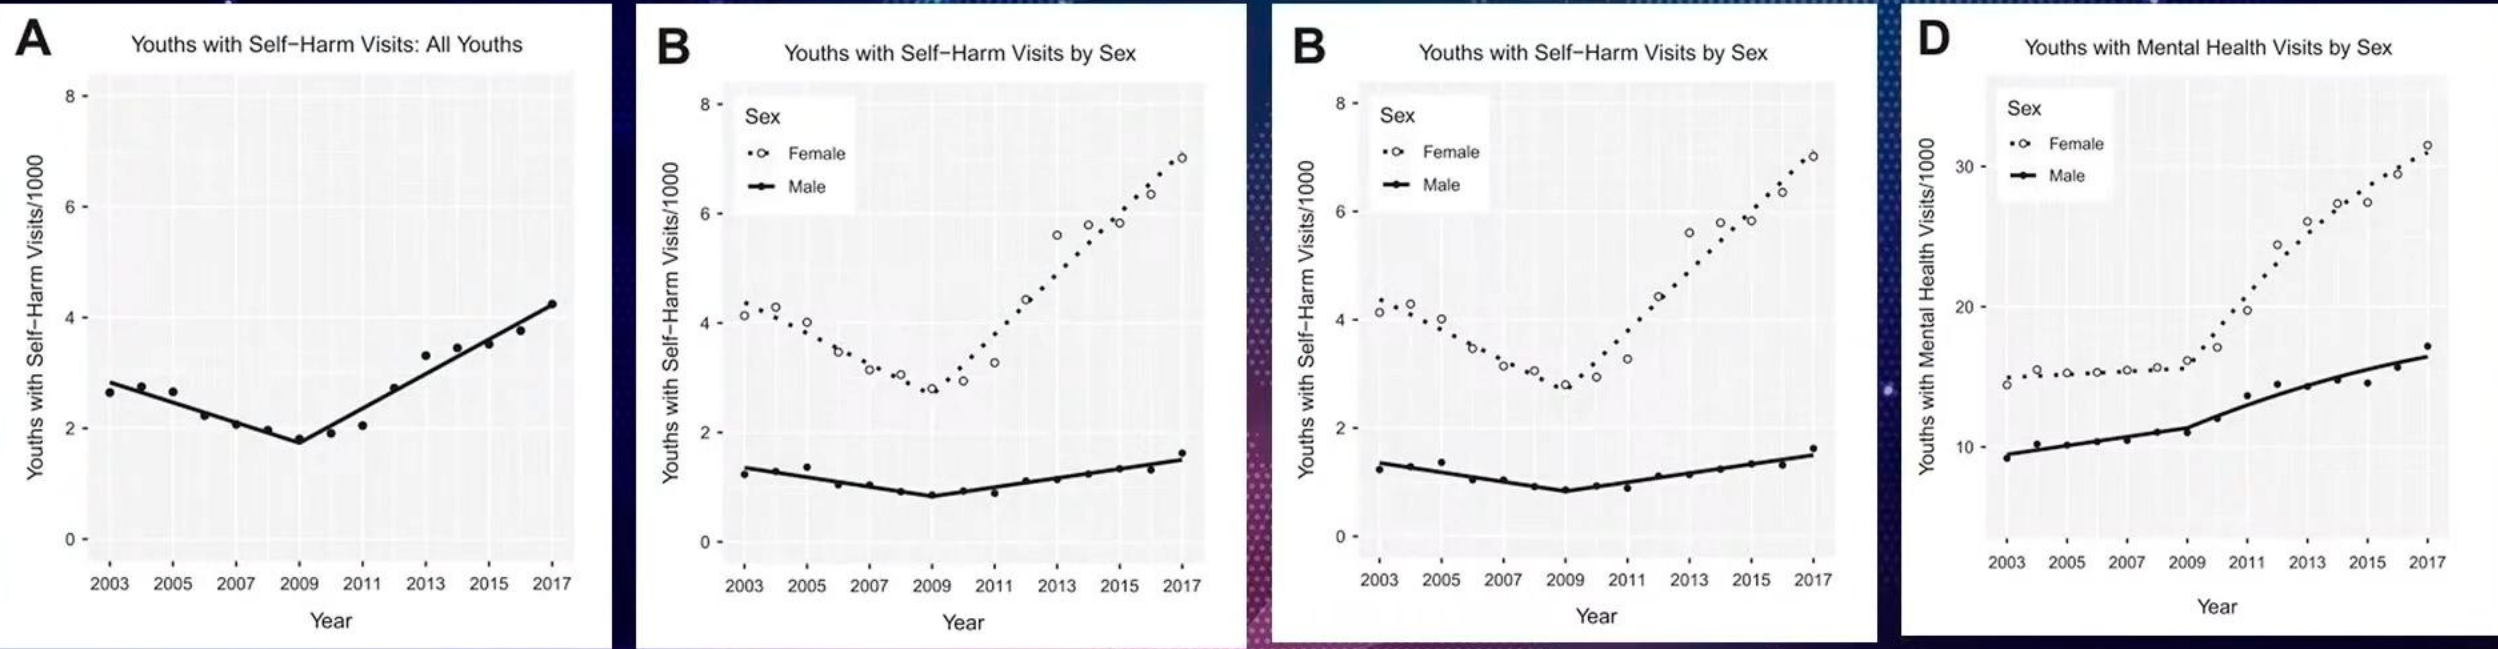 A
Youths with Self-Harm Visits: All Youths
Youths with Self-Harm Visits/1000
8
6
4
2
0
2003 2005 2007 2009 2011 2013 2015 2017
Year
B
Youths with Self-Harm Visits by Sex
Youths with Self-Harm Visits/1000
8
6
4
2
0
Sex
Female
Male
2003 2005 2007 2009 2011 2013 2015 2017
Year
B
Youths with Self-Harm Visits by Sex
Youths with Self-Harm Visits/1000
8
6
4
2
0
Sex
Female
Male
2003 2005 2007 2009 2011 2013 2015 2017
Year
D
Youths with Mental Health Visits by Sex
Youths with Mental Health Visits/1000
30
20
10
Sex
Female
Male
2003 2005 2007 2009 2011 2013 2015 2017
Year